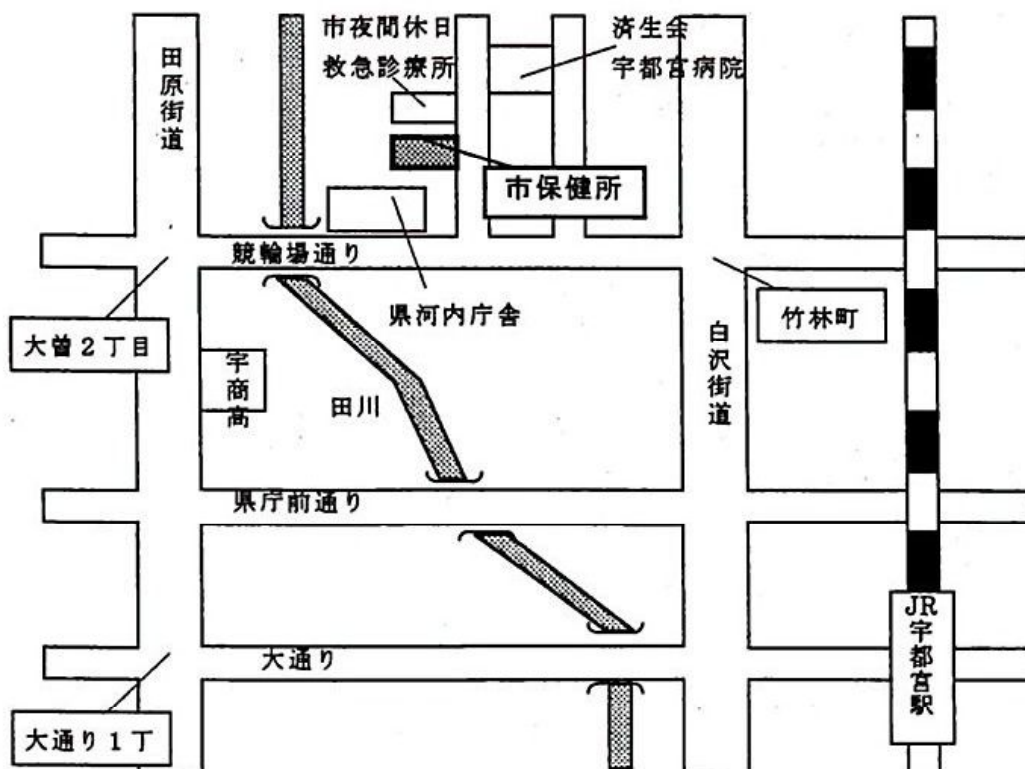 市夜間休日
救急診療所
済生会
宇都宮病院
田原街道
市保健所
競輪場通り
県河内庁舎
竹林町
大曽２丁目
白沢街道
宇商高
田川
県庁前通り
JR宇都宮駅
大通り
大通り１丁